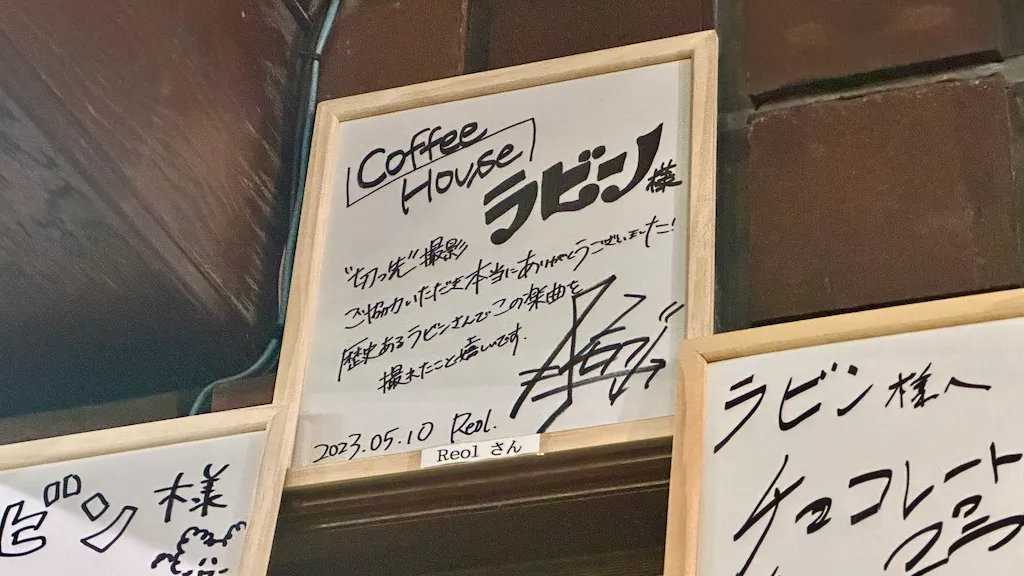 Coffee
House
ラビン様
"切っ先"撮影
ご協力いただき本当にありがとうございました!
歴史あるラビンさんでこの楽曲を
撮れたこと嬉しいです.
2023.05.10 Reol.
Reol さん
ビン 様
ラビン様へ
チョコレート